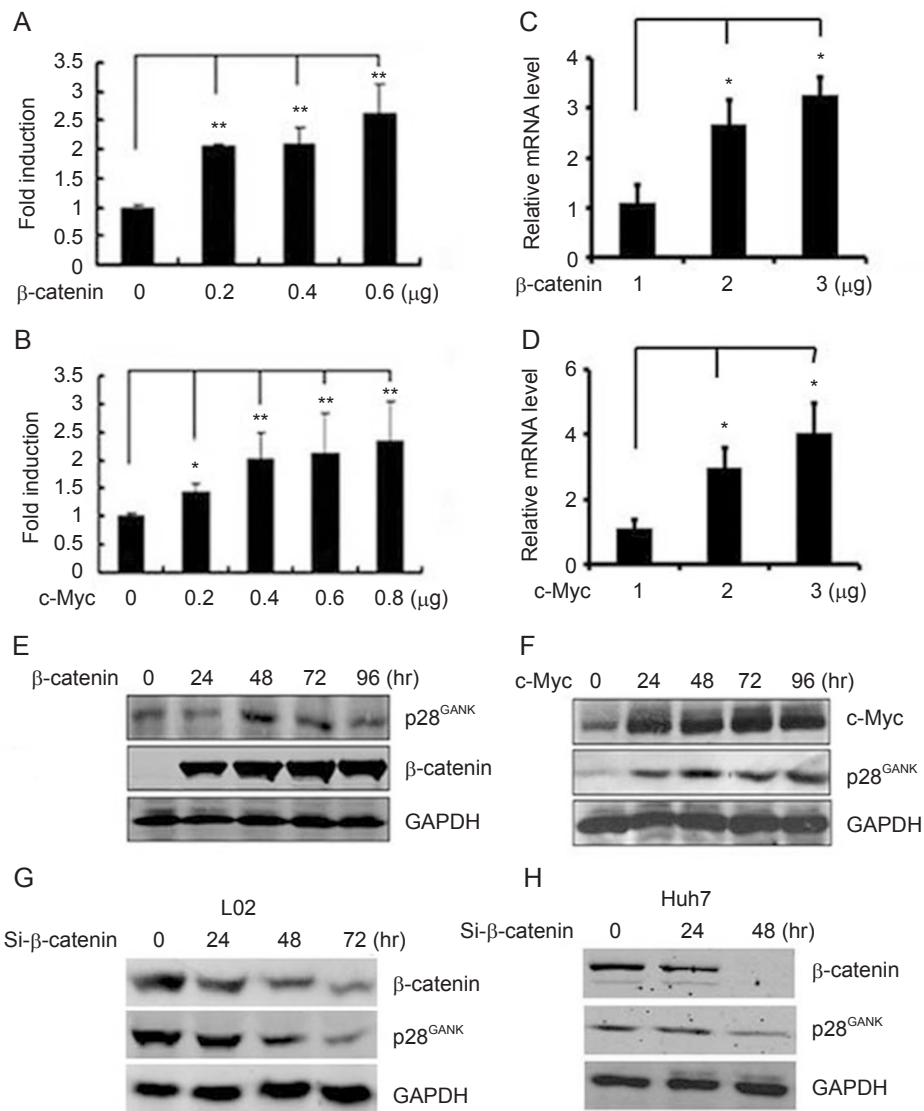 A
Fold induction
3.5
3
2.5
2
1.5
1
0.5
0
**
**
**
β-catenin 0 0.2 0.4 0.6 (μg)
B
Fold induction
3.5
3
2.5
2
1.5
1
0.5
0
*
**
**
**
c-Myc 0 0.2 0.4 0.6 0.8 (μg)
C
Relative mRNA level
5
4
3
2
1
0
*
*
β-catenin 1 2 3 (μg)
D
Relative mRNA level
6
4
2
0
*
*
c-Myc 1 2 3 (μg)
E
β-catenin 0 24 48 72 96 (hr)
p28GANK
β-catenin
GAPDH
F
c-Myc 0 24 48 72 96 (hr)
c-Myc
p28GANK
GAPDH
G
L02
Si-β-catenin 0 24 48 72 (hr)
β-catenin
p28GANK
GAPDH
H
Huh7
Si-β-catenin 0 24 48 (hr)
β-catenin
p28GANK
GAPDH